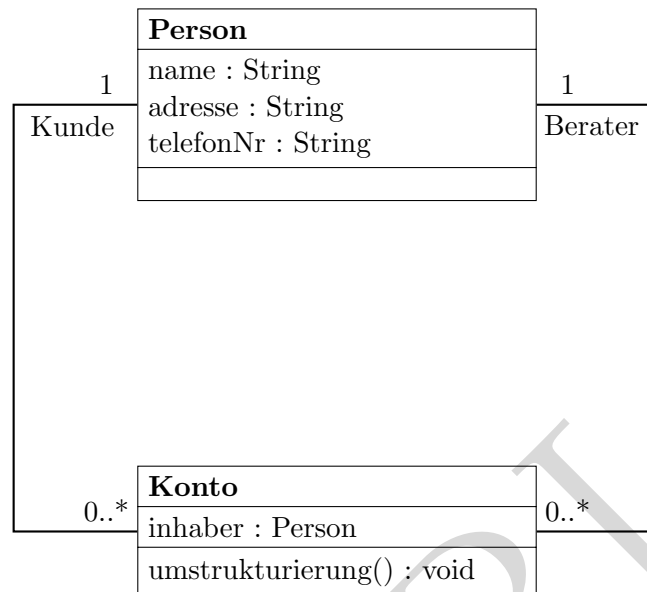 Person
name : String
adresse : String
telefonNr : String
1
Kunde
1
Berater
Konto
inhaber : Person
umstrukturierung() : void
0..*
0..*